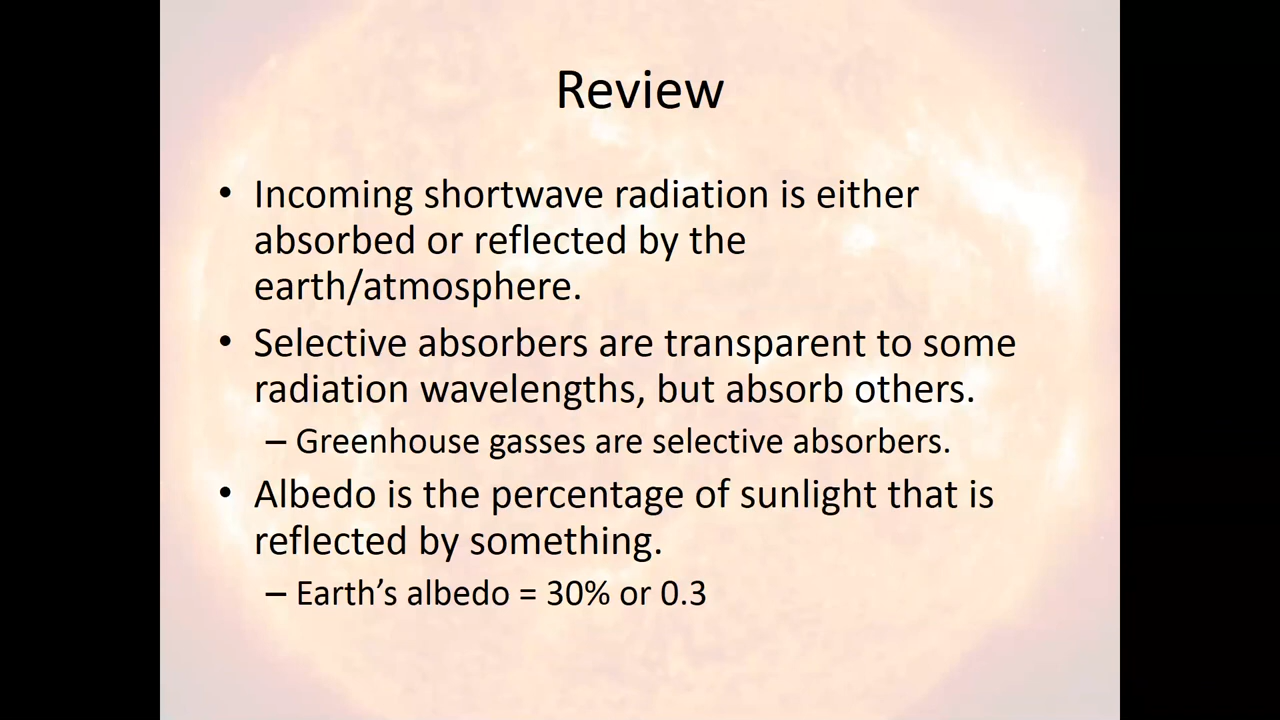 Review
• Incoming shortwave radiation is either
absorbed or reflected by the
earth/atmosphere.
• Selective absorbers are transparent to some
radiation wavelengths, but absorb others.
– Greenhouse gasses are selective absorbers.
• Albedo is the percentage of sunlight that is
reflected by something.
– Earth’s albedo = 30% or 0.3